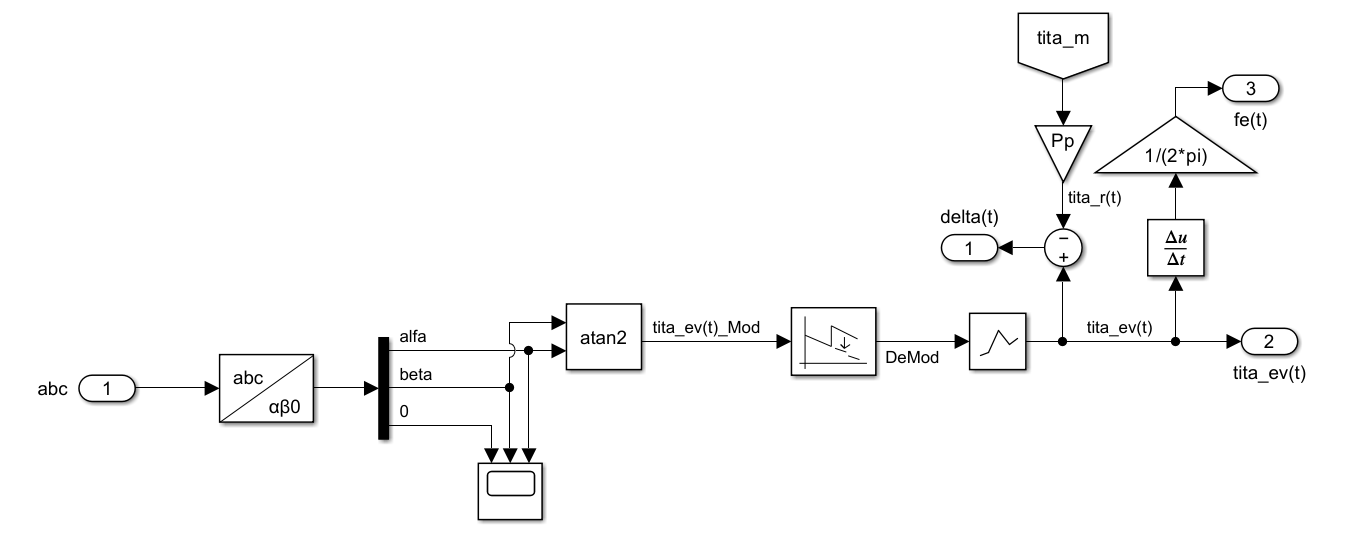 tita_m
3
fe(t)
Pp
1/(2*pi)
tita_r(t)
delta(t)
1
−
+
Δu
Δt
alfa
atan2
tita_ev(t)_Mod
DeMod
tita_ev(t)
2
tita_ev(t)
abc
1
abc
αβ0
beta
0